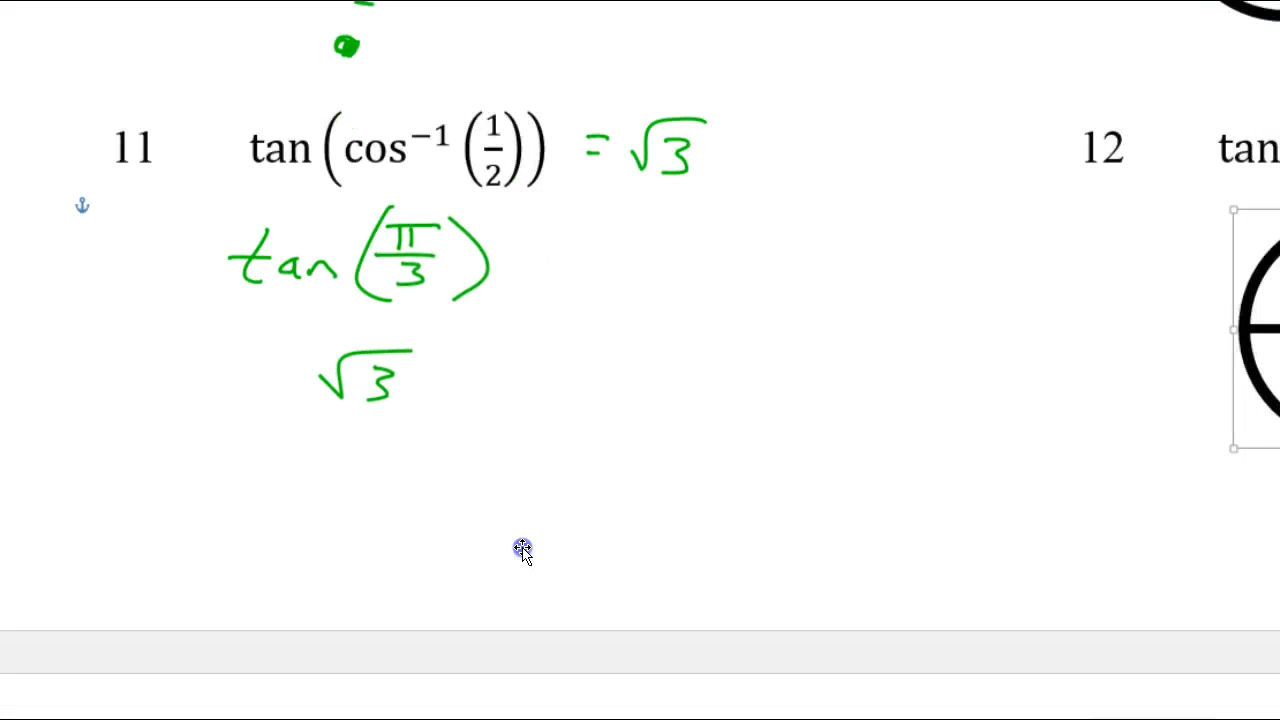 11 tan(cos⁻¹(1/2)) = √3 12 tan
tan(π/3)
√3